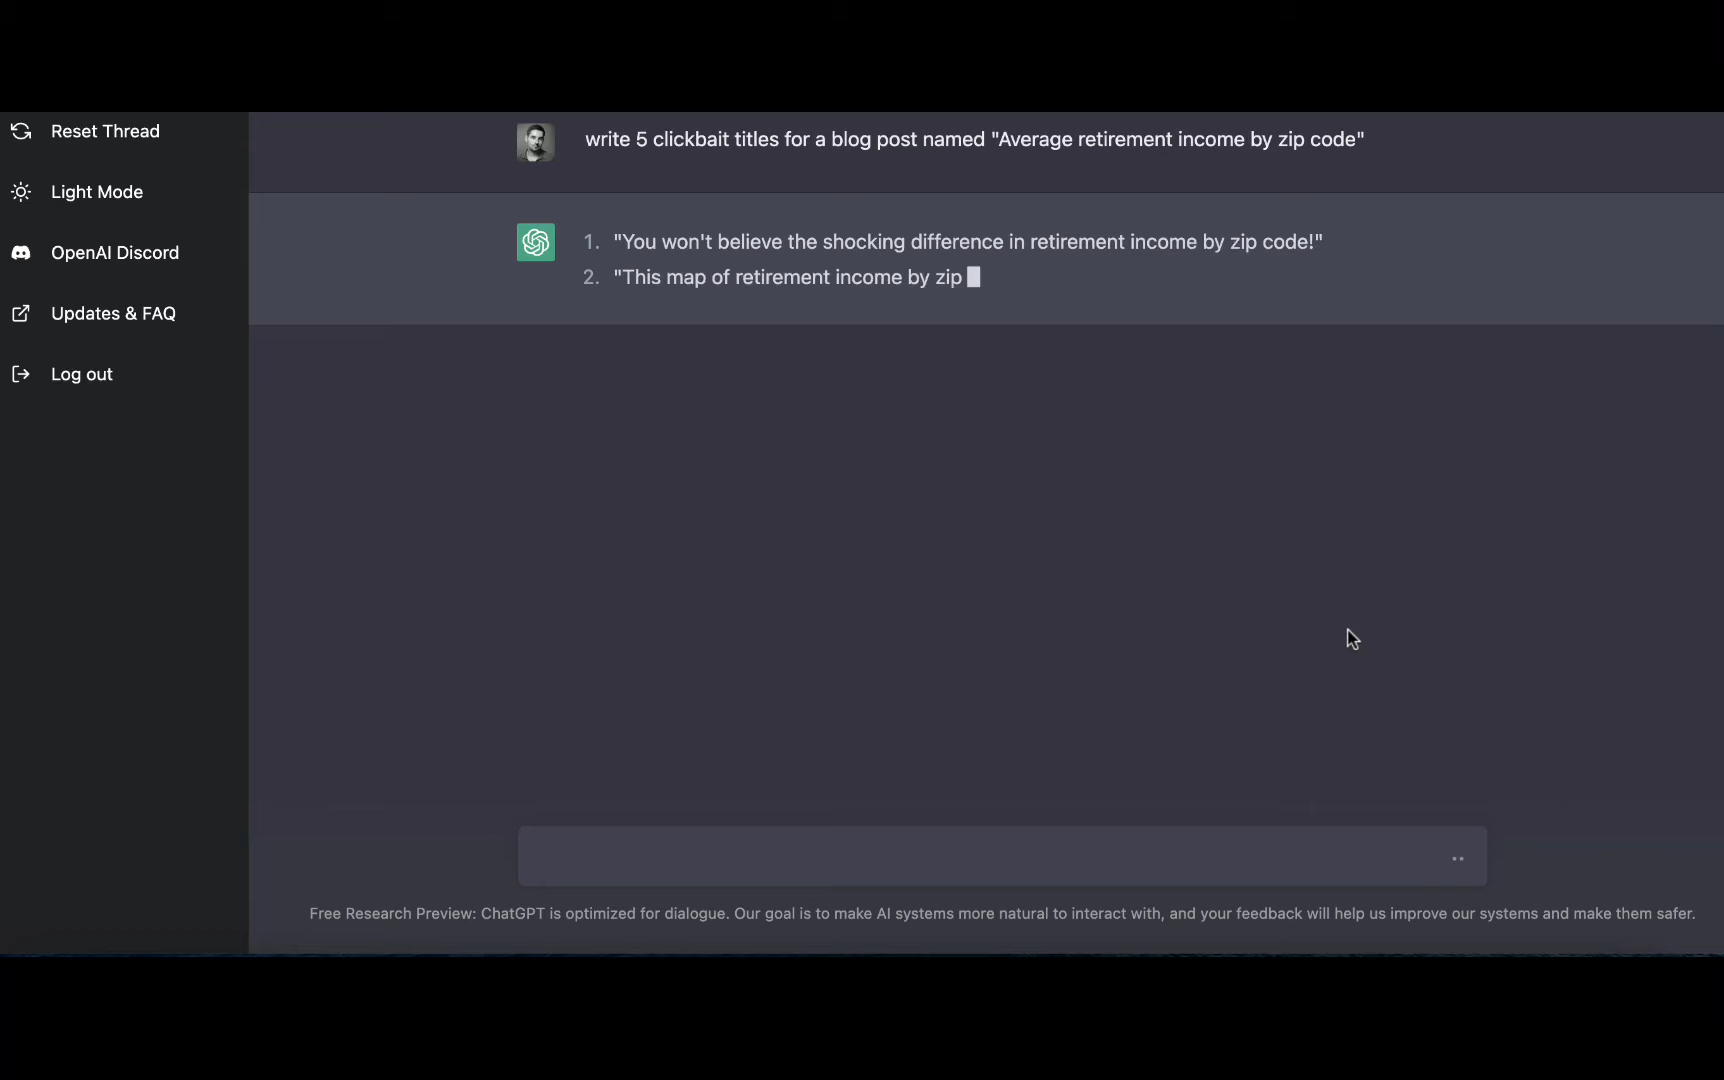 Reset Thread
Light Mode
OpenAI Discord
Updates & FAQ
Log out
write 5 clickbait titles for a blog post named "Average retirement income by zip code"
1. "You won't believe the shocking difference in retirement income by zip code!"
2. "This map of retirement income by zip
Free Research Preview: ChatGPT is optimized for dialogue. Our goal is to make AI systems more natural to interact with, and your feedback will help us improve our systems and make them safer.